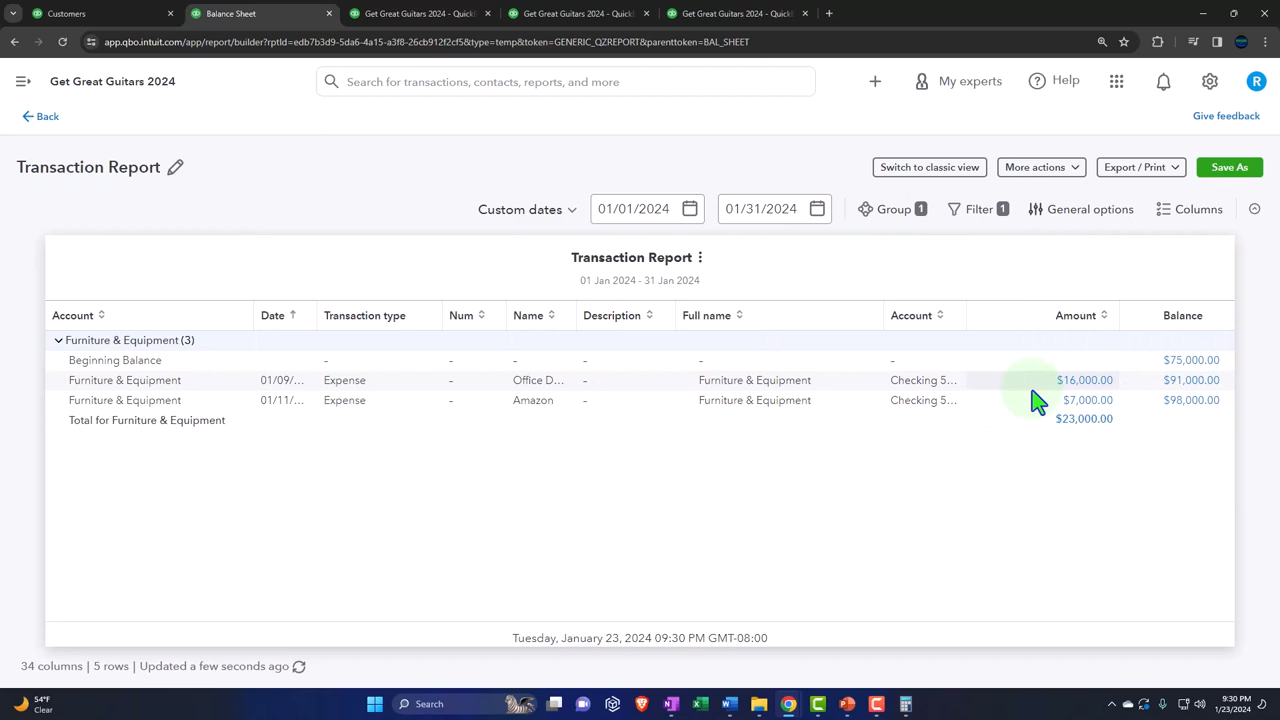 Customers
Balance Sheet
Great Guitars 2024 - Quick
Great Guitars 2024 - Quick
Great Guitars 2024 - Quick
app.qbo.intuit.com/app/report/builder?rptId=edb7b3d9-5da6-4a15-a3f8-26cb912f2cf5&type=temp&token=GENERIC_QZREPORT&parenttoken=BAL_SHEET
Get Great Guitars 2024
Search for transactions, contacts, reports, and more
My experts
Help
R
Back
Give feedback
Transaction Report
Switch to classic view
More actions
Export / Print
Save As
Custom dates
01/01/2024
01/31/2024
Group 1
Filter 1
General options
Columns
Transaction Report
01 Jan 2024 - 31 Jan 2024
Account Date Transaction type Num Name Description Full name Account Amount Balance
Furniture & Equipment (3)
Beginning Balance – – – – – – $75,000.00
Furniture & Equipment 01/09/... Expense – Office D... – Furniture & Equipment Checking 5... $16,000.00 $91,000.00
Furniture & Equipment 01/11/... Expense – Amazon – Furniture & Equipment Checking 5... $7,000.00 $98,000.00
Total for Furniture & Equipment $23,000.00
Tuesday, January 23, 2024 09:30 PM GMT-08:00
34 columns | 5 rows | Updated a few seconds ago
54°F
Clear
Search
9:30 PM
1/23/2024